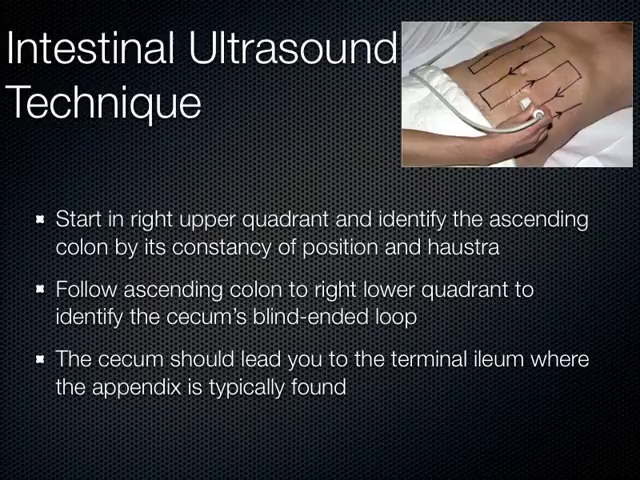 Intestinal Ultrasound
Technique
Start in right upper quadrant and identify the ascending
colon by its constancy of position and haustra
Follow ascending colon to right lower quadrant to
identify the cecum's blind-ended loop
The cecum should lead you to the terminal ileum where
the appendix is typically found